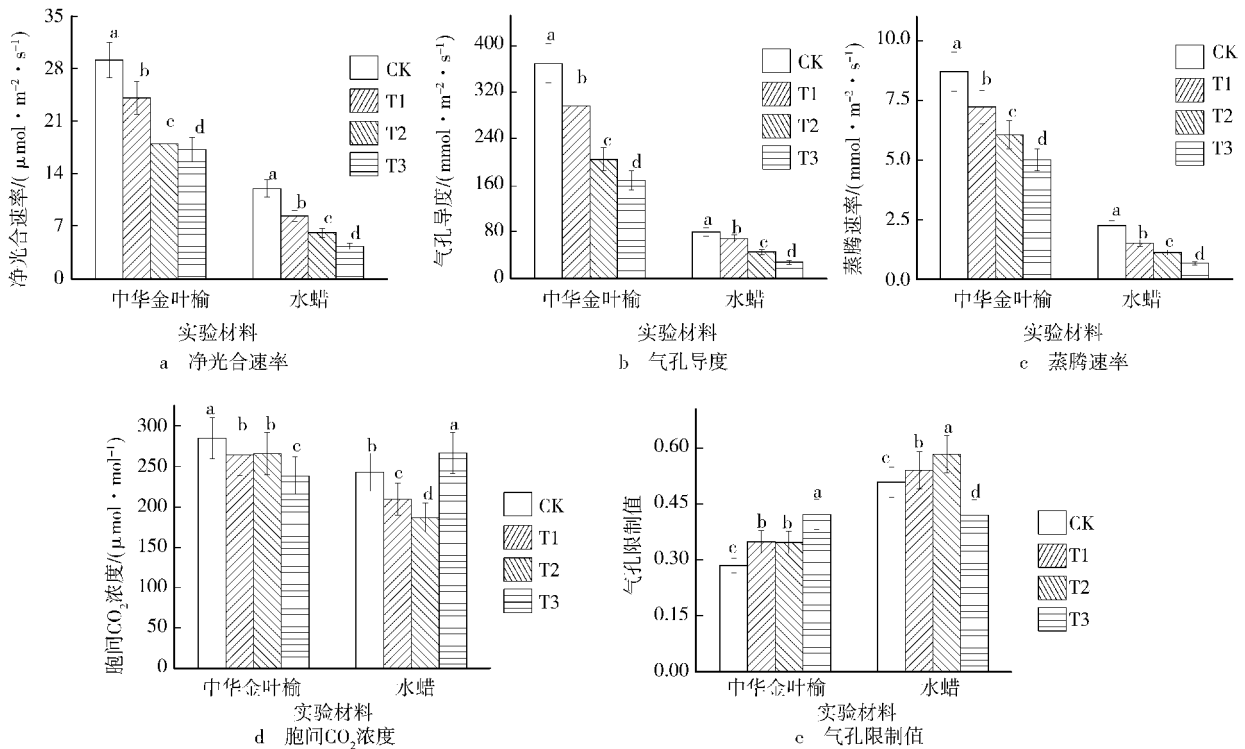 净光合速率/(μmol·m⁻²·s⁻¹)
35
28
21
14
7
0
a
b
c
d
a
b
c
d
CK
T1
T2
T3
中华金叶榆
水蜡
实验材料
a 净光合速率
气孔导度/(mmol·m⁻²·s⁻¹)
400
320
240
160
80
0
a
b
c
d
a
b
c
d
CK
T1
T2
T3
中华金叶榆
水蜡
实验材料
b 气孔导度
蒸腾速率/(mmol·m⁻²·s⁻¹)
10.0
7.5
5.0
2.5
0.0
a
b
c
d
a
b
c
d
CK
T1
T2
T3
中华金叶榆
水蜡
实验材料
c 蒸腾速率
胞间CO₂浓度/(μmol·mol⁻¹)
300
250
200
150
100
50
0
a
b
b
c
b
c
d
a
CK
T1
T2
T3
中华金叶榆
水蜡
实验材料
d 胞间CO₂浓度
气孔限制值
0.60
0.45
0.30
0.15
0.00
c
b
b
a
c
b
a
d
CK
T1
T2
T3
中华金叶榆
水蜡
实验材料
e 气孔限制值